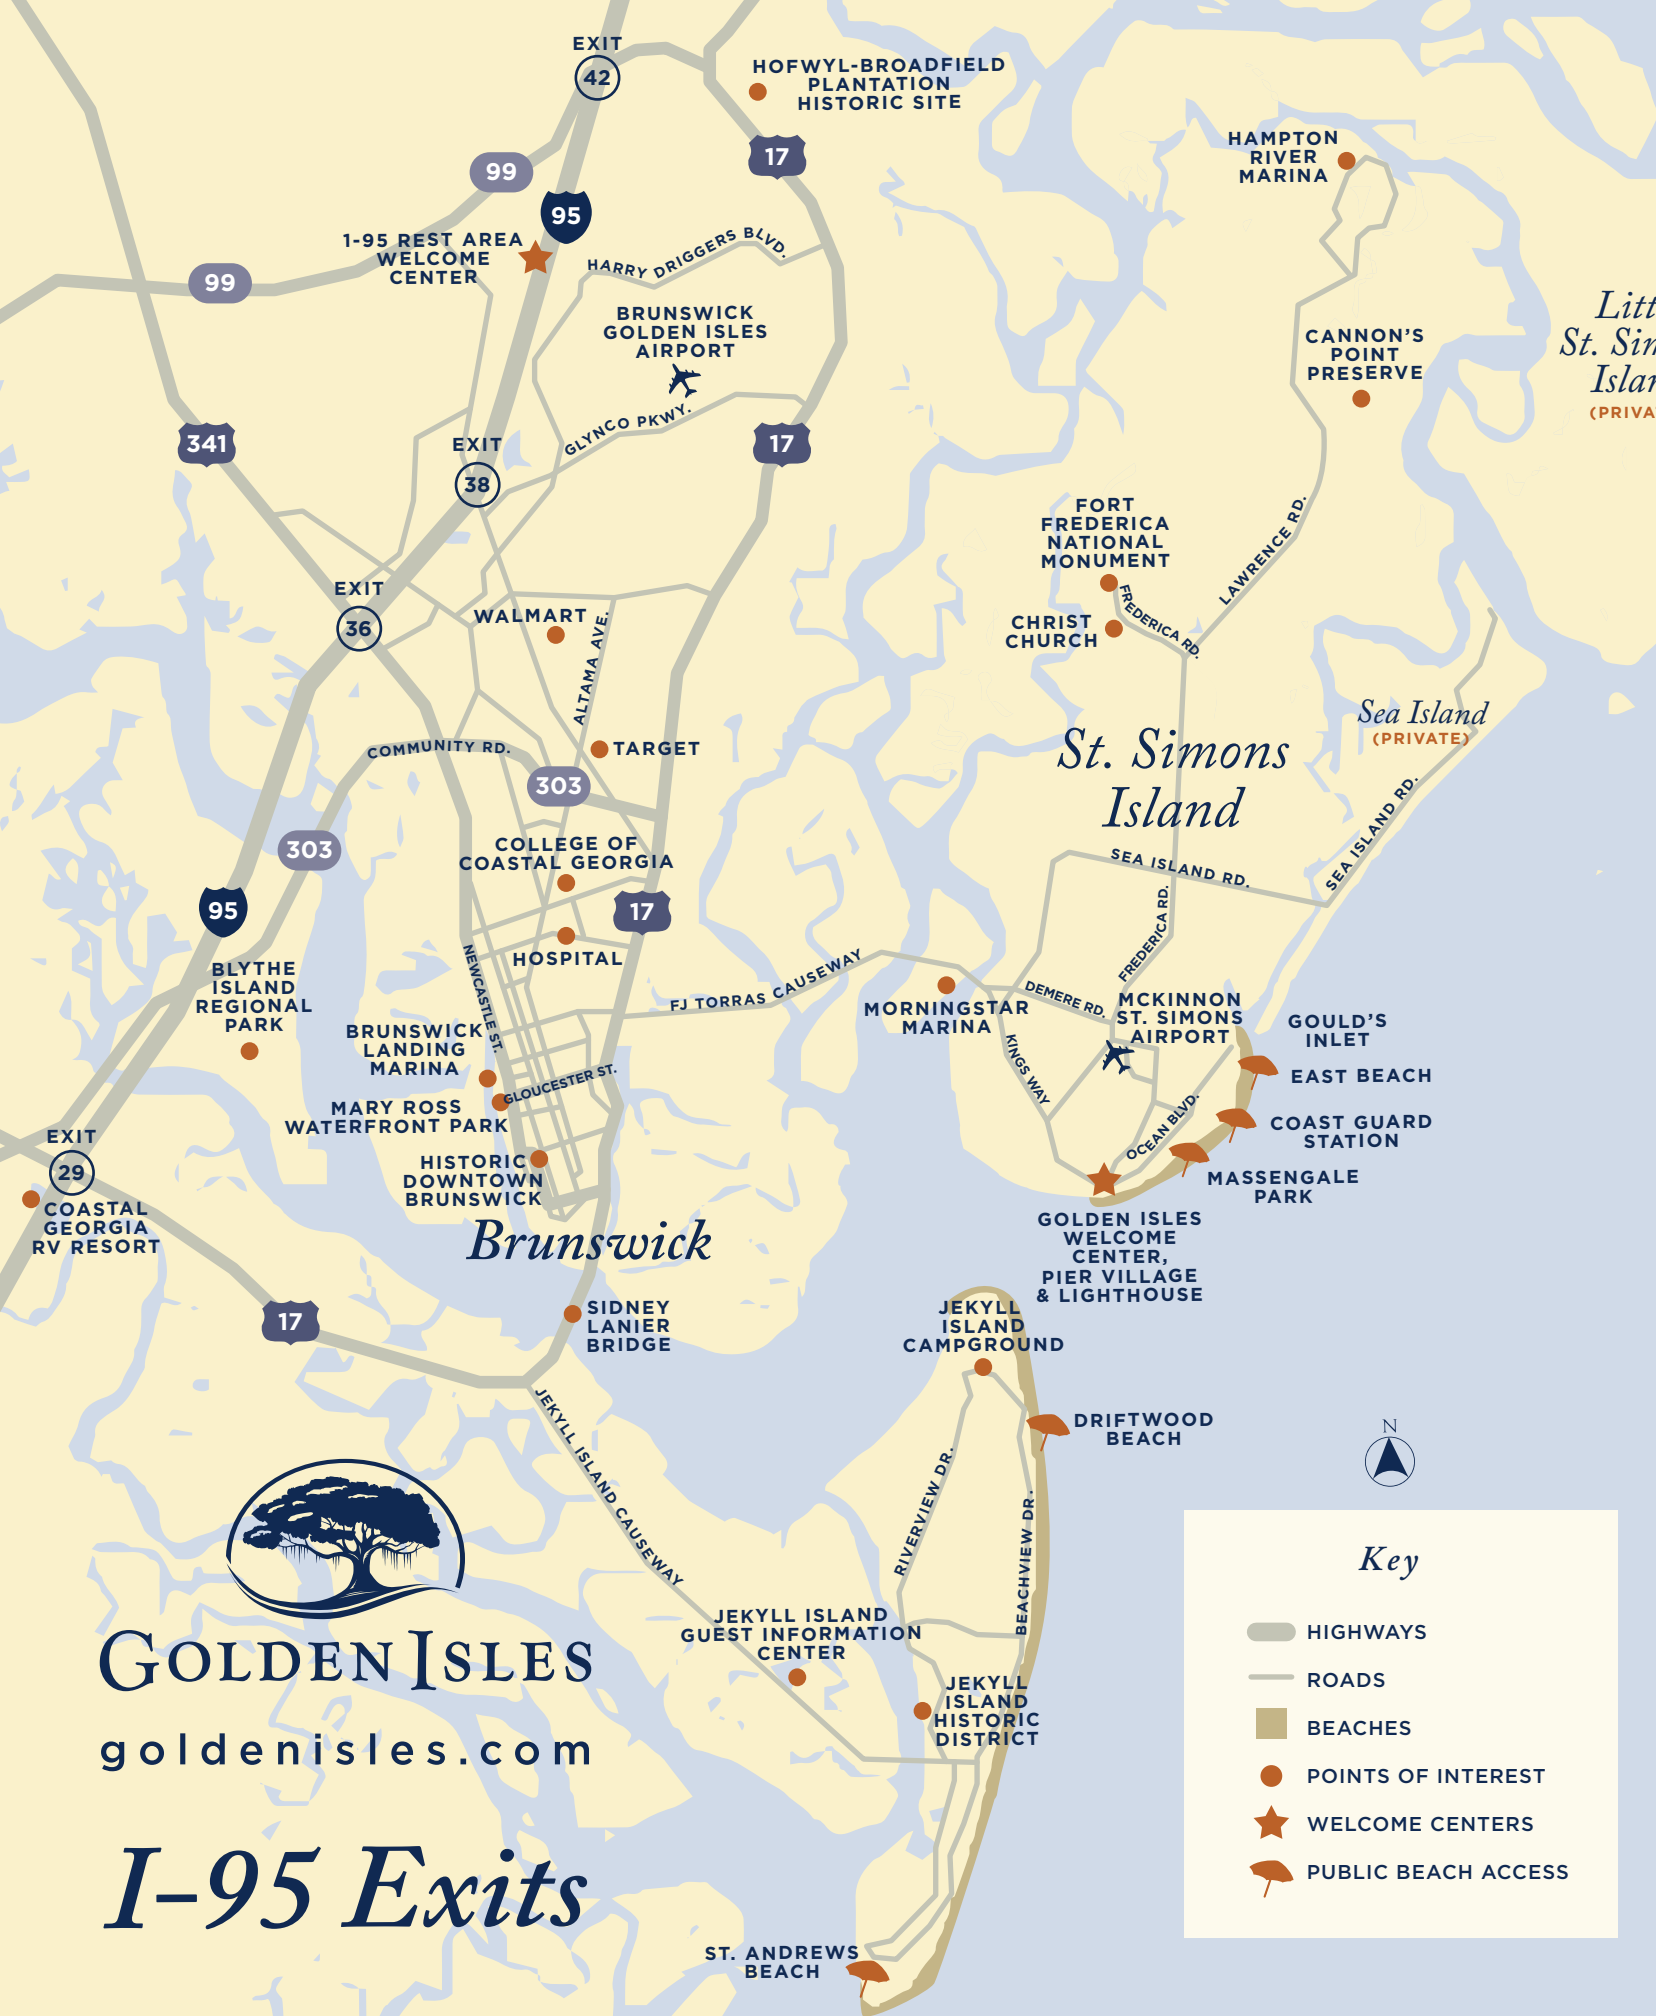 EXIT
42
HOFWYL-BROADFIELD
PLANTATION
HISTORIC SITE
17
HAMPTON
RIVER
MARINA
99
95
1-95 REST AREA
WELCOME
CENTER
HARRY DRIGGERS BLVD.
99
BRUNSWICK
GOLDEN ISLES
AIRPORT
CANNON'S
POINT
PRESERVE
Litt
St. Sim
Islan
(PRIVA
GLYNCO PKWY.
341
EXIT
38
17
FORT
FREDERICA
NATIONAL
MONUMENT
LAWRENCE RD.
EXIT
36
WALMART
ALTAMA AVE.
CHRIST
CHURCH
FREDERICA RD.
Sea Island
(PRIVATE)
COMMUNITY RD.
TARGET
St. Simons
Island
303
303
COLLEGE OF
COASTAL GEORGIA
SEA ISLAND RD.
SEA ISLAND RD.
95
17
FREDERICA RD.
HOSPITAL
NEWCASTLE ST.
FJ TORRAS CAUSEWAY
BLYTHE
ISLAND
REGIONAL
PARK
MORNINGSTAR
MARINA
DEMERE RD.
MCKINNON
ST. SIMONS
AIRPORT
GOULD'S
INLET
BRUNSWICK
LANDING
MARINA
KINGS WAY
EAST BEACH
GLOUCESTER ST.
MARY ROSS
WATERFRONT PARK
OCEAN BLVD.
COAST GUARD
STATION
EXIT
29
HISTORIC
DOWNTOWN
BRUNSWICK
MASSENGALE
PARK
COASTAL
GEORGIA
RV RESORT
Brunswick
GOLDEN ISLES
WELCOME
CENTER,
PIER VILLAGE
& LIGHTHOUSE
17
SIDNEY
LANIER
BRIDGE
JEKYLL
ISLAND
CAMPGROUND
JEKYLL ISLAND CAUSEWAY
DRIFTWOOD
BEACH
N
RIVERVIEW DR.
BEACHVIEW DR.
GOLDEN ISLES
goldenisles.com
I-95 Exits
JEKYLL ISLAND
GUEST INFORMATION
CENTER
JEKYLL
ISLAND
HISTORIC
DISTRICT
ST. ANDREWS
BEACH
Key
HIGHWAYS
ROADS
BEACHES
POINTS OF INTEREST
WELCOME CENTERS
PUBLIC BEACH ACCESS